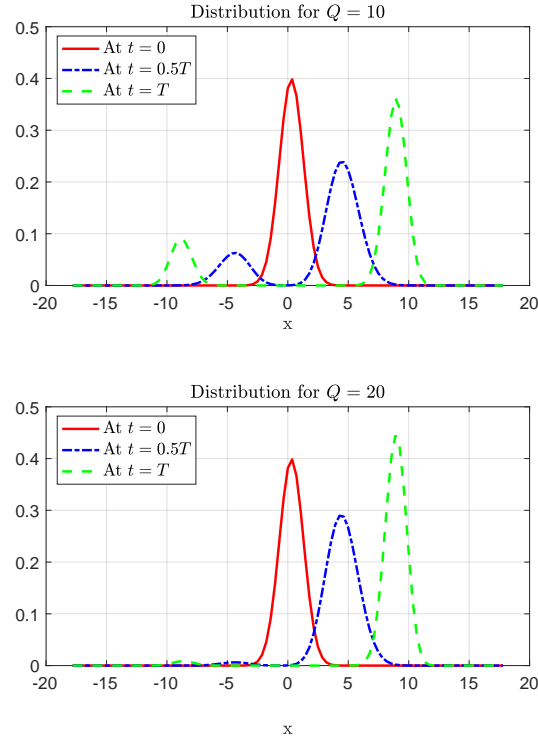 Distribution for Q = 10
At t = 0
At t = 0.5T
At t = T
0.5
0.4
0.3
0.2
0.1
0
-20 -15 -10 -5 0 5 10 15 20
x
Distribution for Q = 20
At t = 0
At t = 0.5T
At t = T
0.5
0.4
0.3
0.2
0.1
0
-20 -15 -10 -5 0 5 10 15 20
x